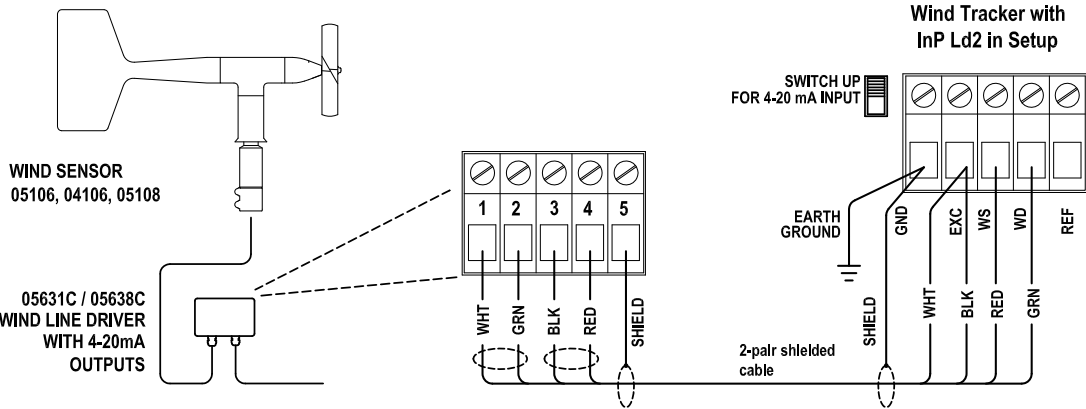 Wind Tracker with
InP Ld2 in Setup
SWITCH UP
FOR 4-20 mA INPUT
WIND SENSOR
05106, 04106, 05108
1 2 3 4 5
EARTH
GROUND
GND
EXC
WS
WD
REF
05631C / 05638C
WIND LINE DRIVER
WITH 4-20mA
OUTPUTS
WHT
GRN
BLK
RED
SHIELD
2-pair shielded
cable
SHIELD
WHT
BLK
RED
GRN